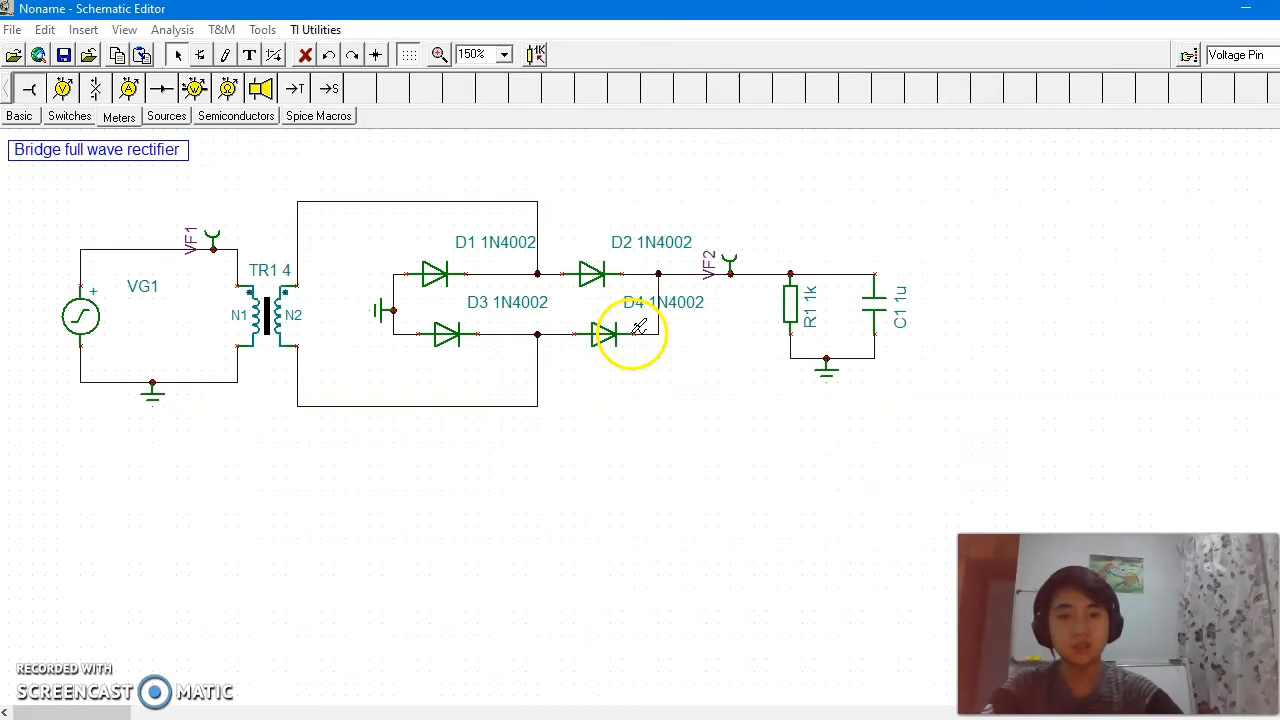 Noname - Schematic Editor
File Edit Insert View Analysis T&M Tools TI Utilities
150% 1K Voltage Pin
V A W Ω →T →S
Basic Switches Meters Sources Semiconductors Spice Macros
Bridge full wave rectifier
VF1
D1 1N4002
D2 1N4002
VF2
TR1 4
VG1
+
N1
N2
D3 1N4002
D4 1N4002
R1 1k
C1 1u
RECORDED WITH
SCREENCAST MATIC